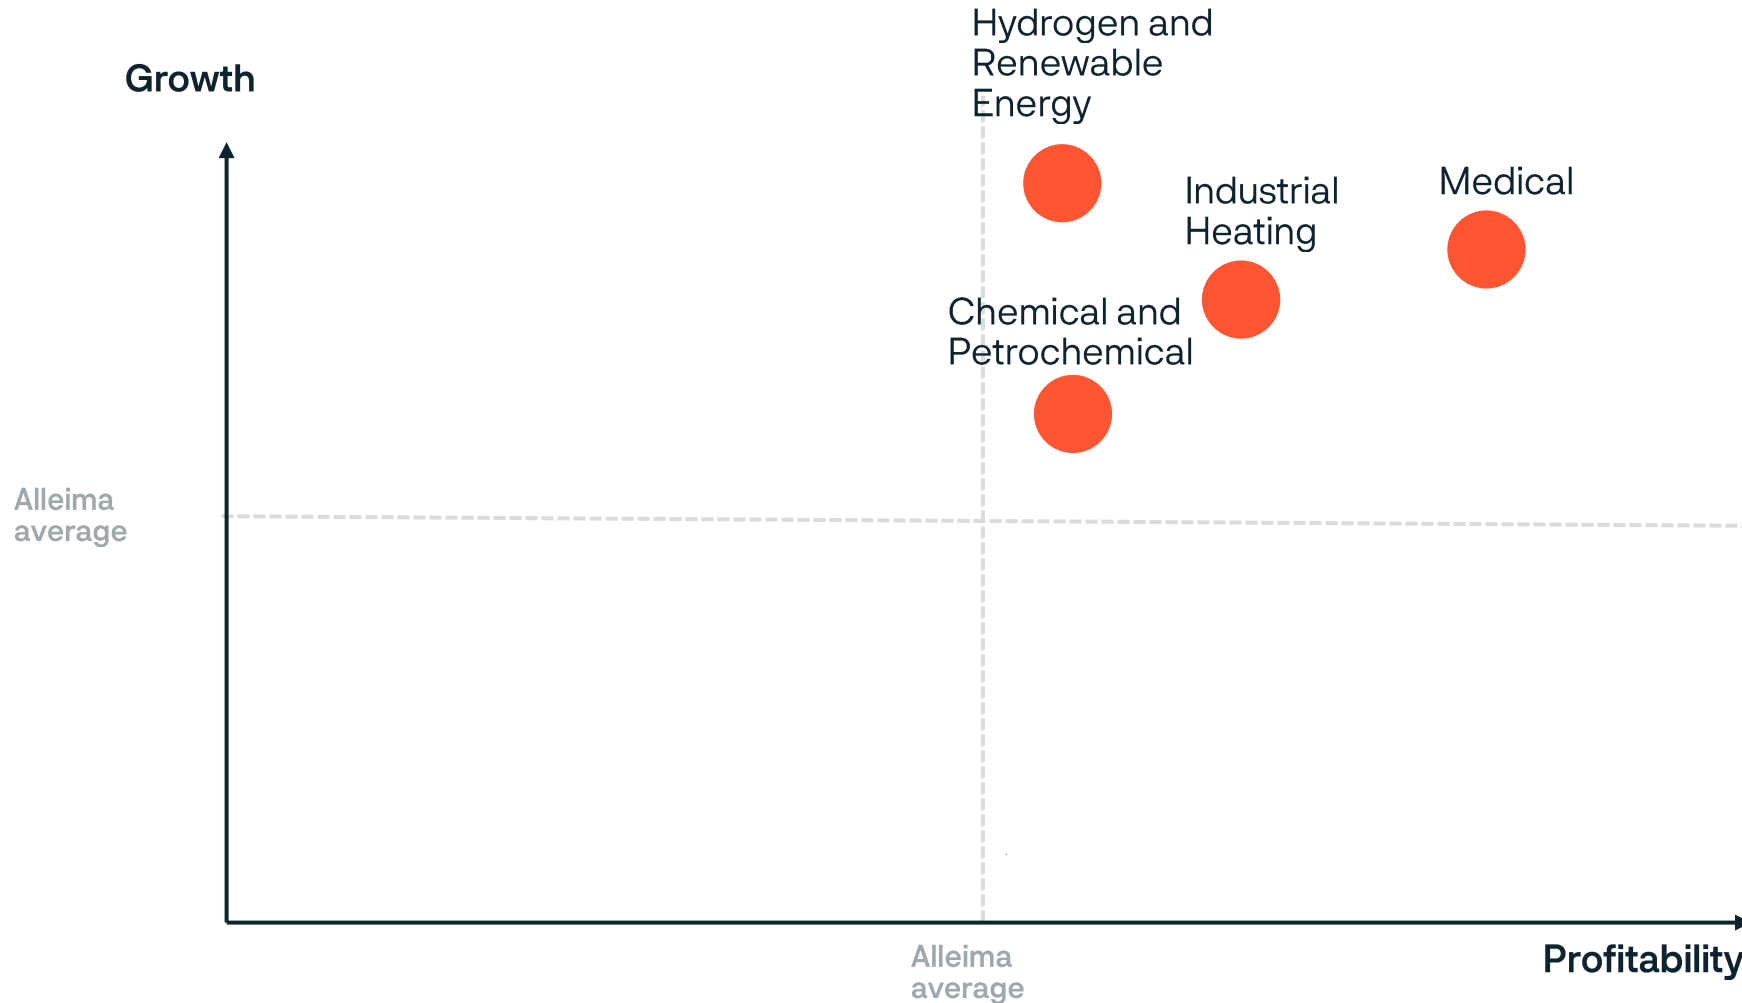 Hydrogen and
Renewable
Energy
Growth
Medical
Industrial
Heating
Chemical and
Petrochemical
Alleima
average
Profitability
Alleima
average